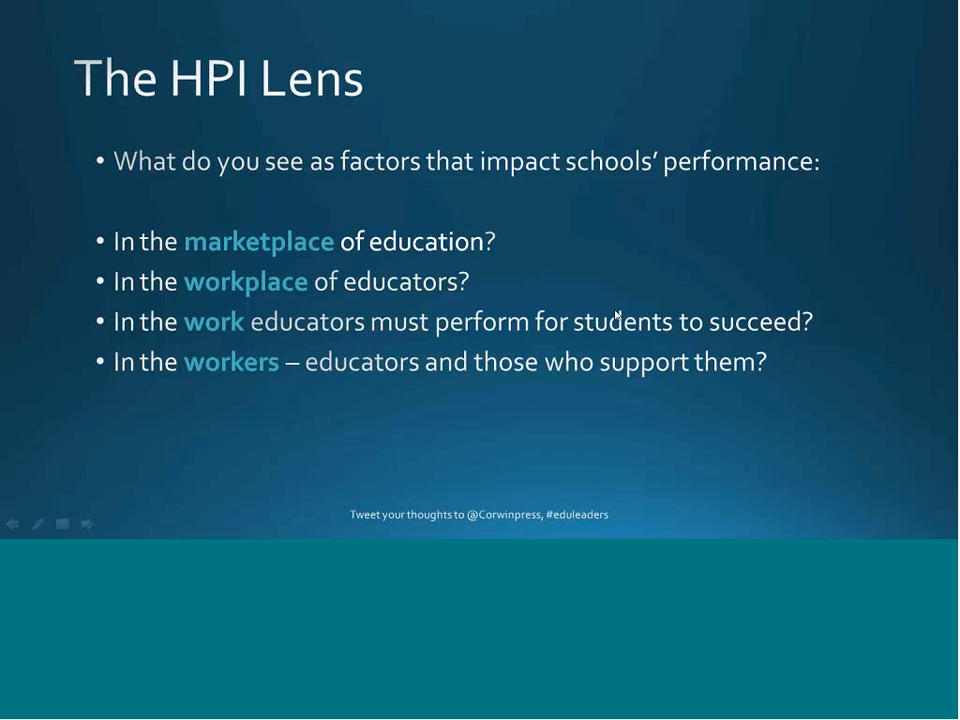 The HPI Lens
• What do you see as factors that impact schools’ performance:
• In the marketplace of education?
• In the workplace of educators?
• In the work educators must perform for students to succeed?
• In the workers – educators and those who support them?
Tweet your thoughts to @Corwinpress, #eduleaders